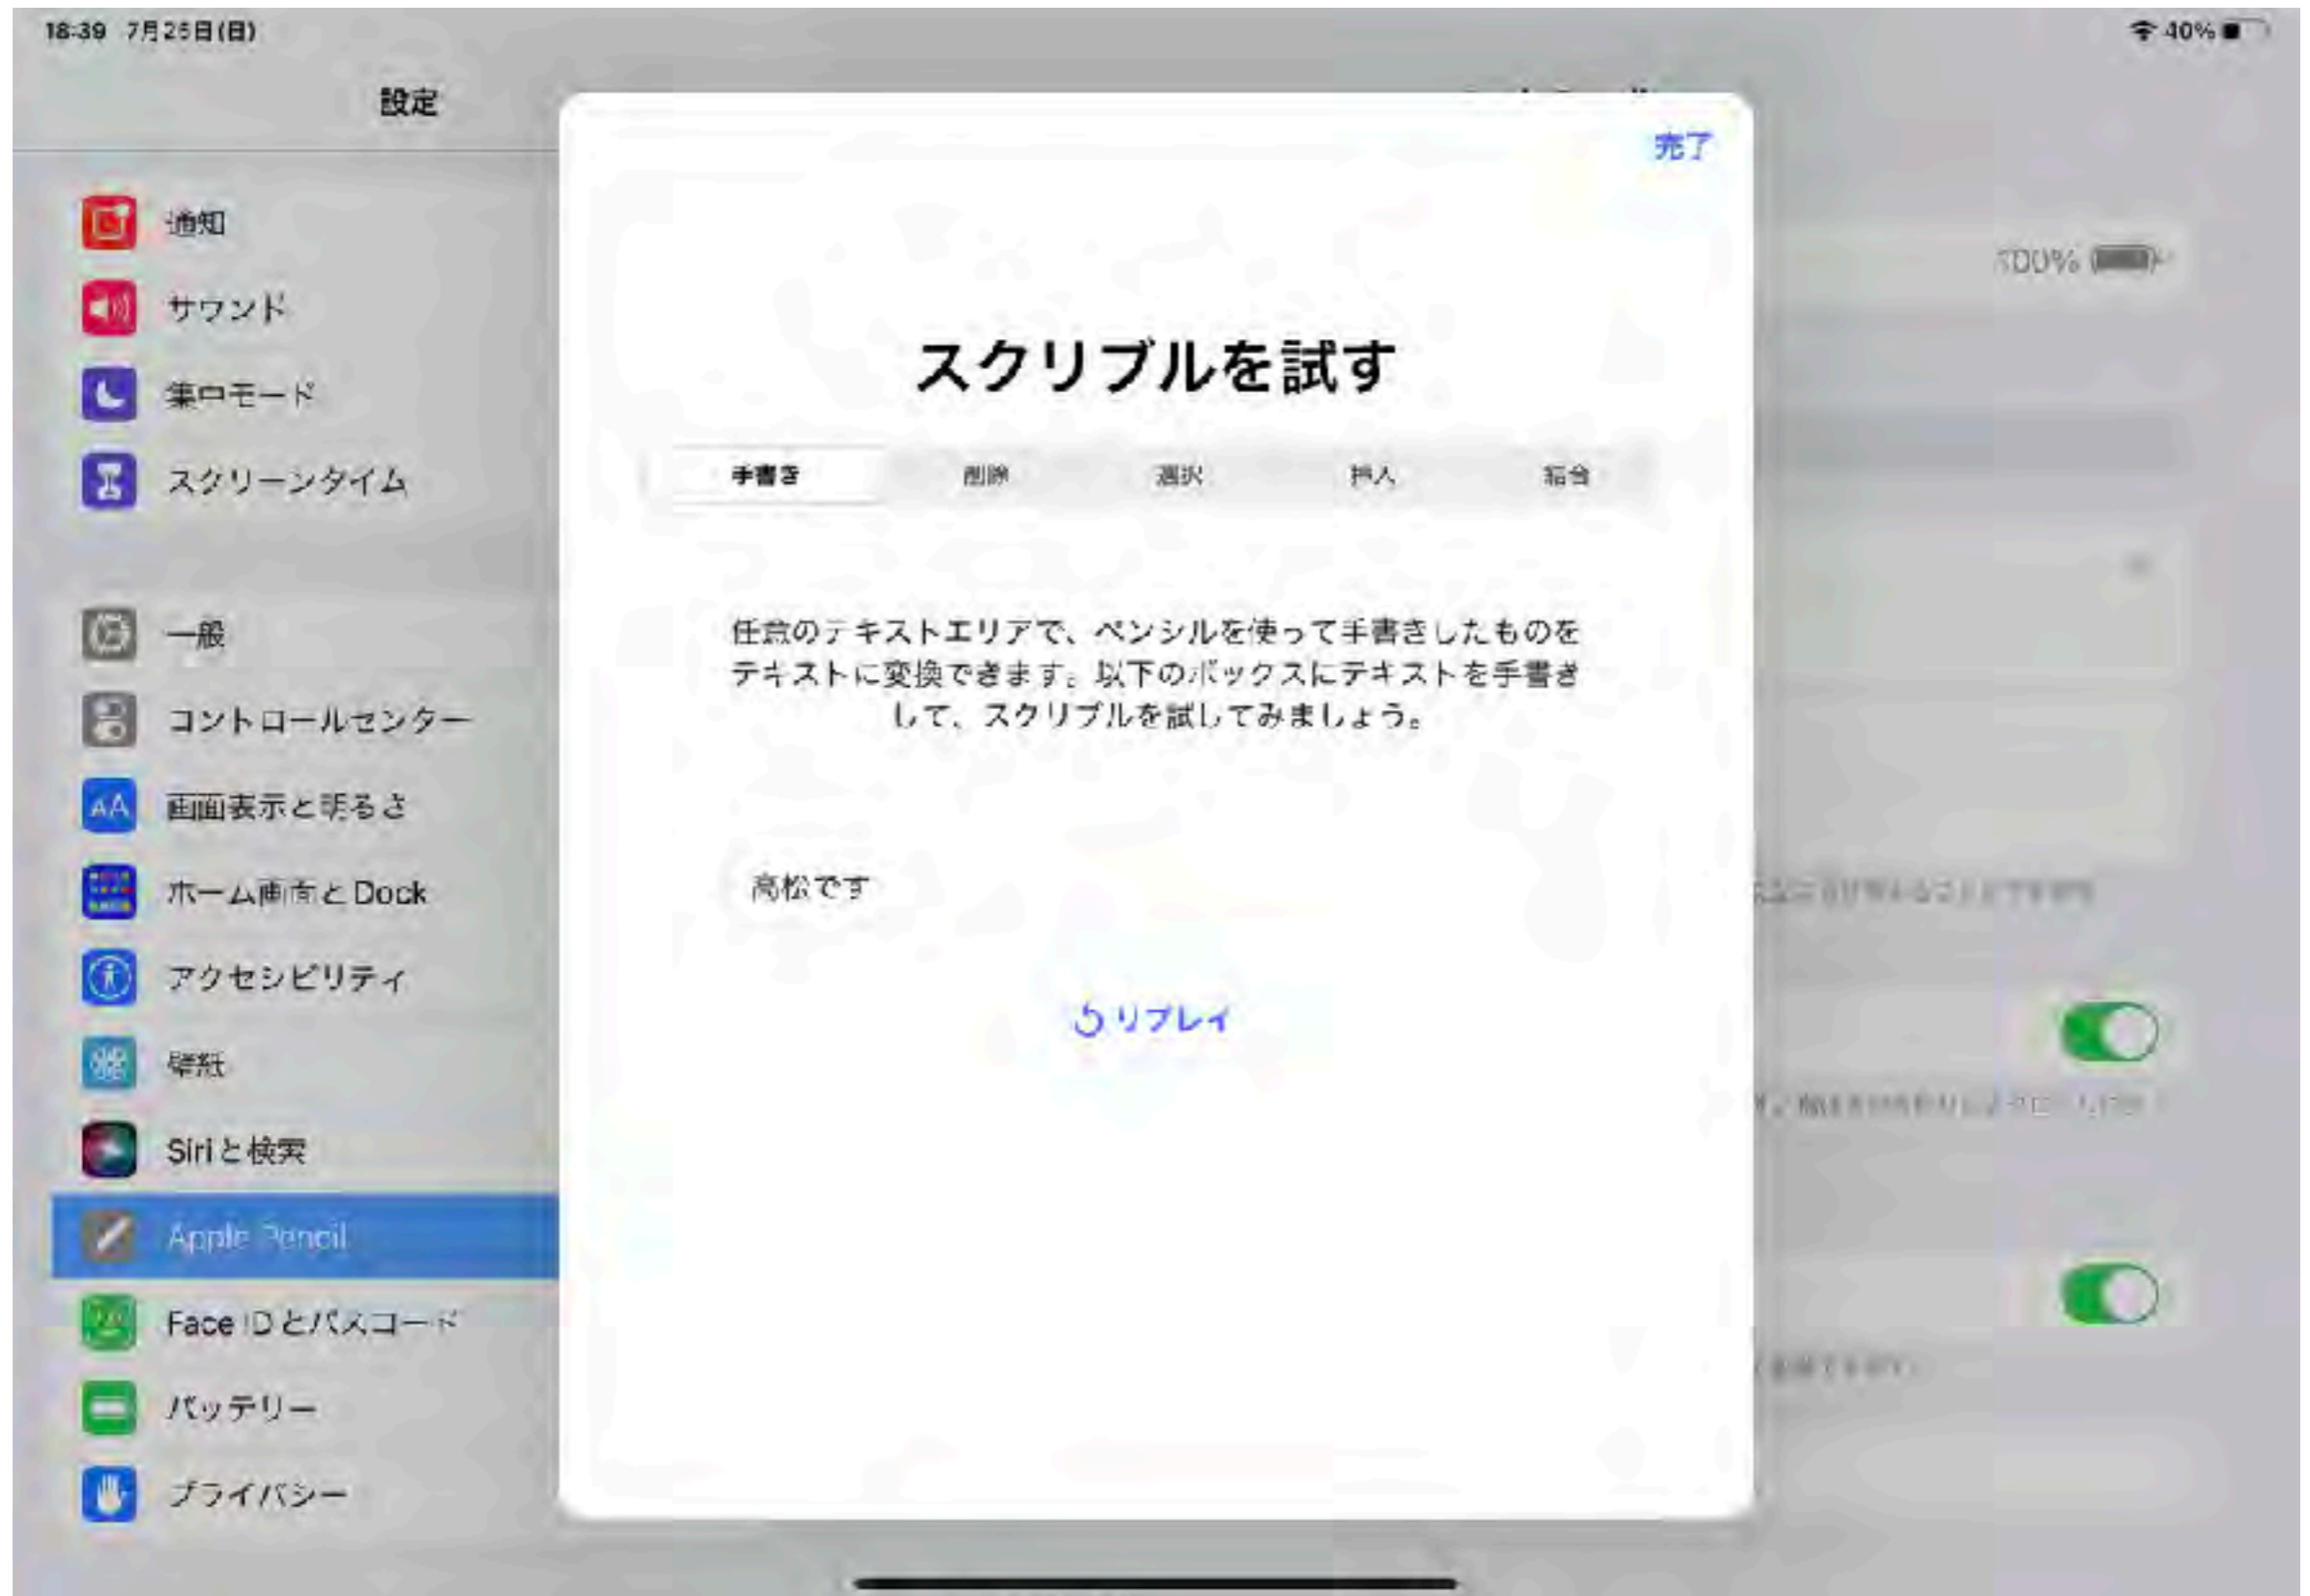 18:39 7月25日(日)
40%
設定
完了
通知
サウンド
集中モード
スクリーンタイム
一般
コントロールセンター
画面表示と明るさ
ホーム画面とDock
アクセシビリティ
壁紙
Siriと検索
Apple Pencil
Face IDとパスコード
バッテリー
プライバシー
スクリブルを試す
手書き 削除 選択 挿入 結合
任意のテキストエリアで、ペンシルを使って手書きしたものを
テキストに変換できます。以下のボックスにテキストを手書き
して、スクリブルを試してみましょう。
高松です
リプレイ
100%